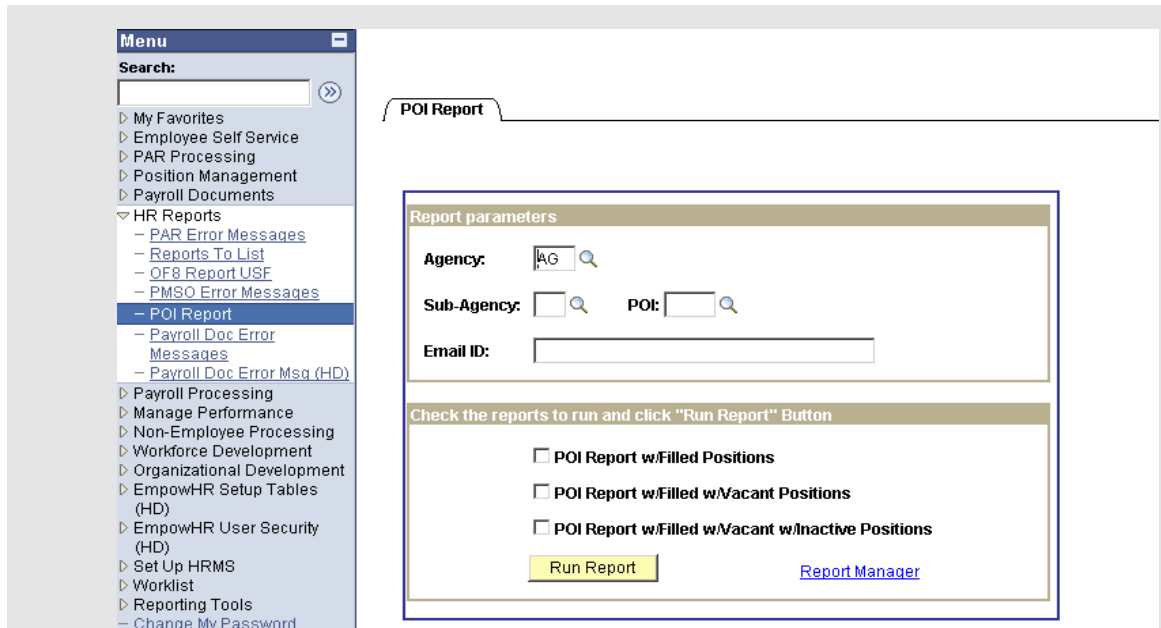 Menu
Search:
My Favorites
Employee Self Service
PAR Processing
Position Management
Payroll Documents
HR Reports
– PAR Error Messages
– Reports To List
– OF8 Report USF
– PMSO Error Messages
– POI Report
– Payroll Doc Error
Messages
– Payroll Doc Error Msg (HD)
Payroll Processing
Manage Performance
Non-Employee Processing
Workforce Development
Organizational Development
EmpowHR Setup Tables
(HD)
EmpowHR User Security
(HD)
Set Up HRMS
Worklist
Reporting Tools
– Change My Password
POI Report
Report parameters
Agency: AG
Sub-Agency: POI:
Email ID:
Check the reports to run and click "Run Report" Button
POI Report w/Filled Positions
POI Report w/Filled w/Vacant Positions
POI Report w/Filled w/Vacant w/Inactive Positions
Run Report Report Manager